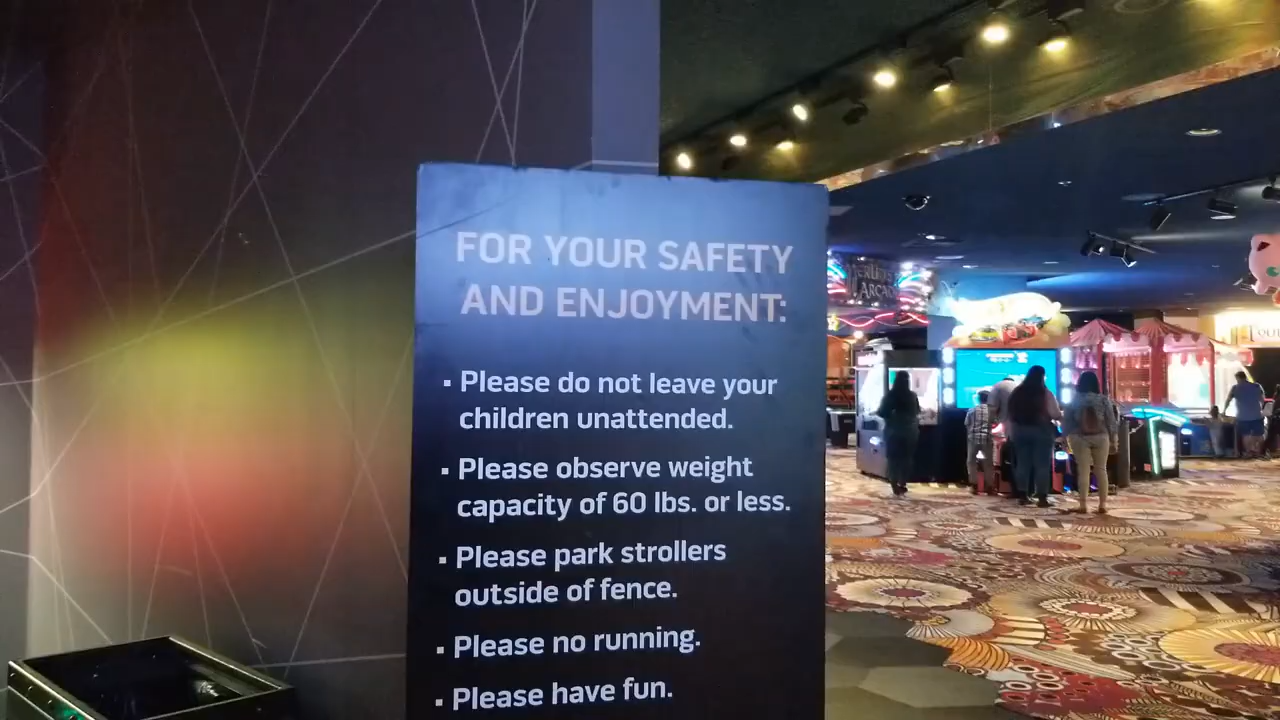 FOR YOUR SAFETY
AND ENJOYMENT:
▪ Please do not leave your
children unattended.
▪ Please observe weight
capacity of 60 lbs. or less.
▪ Please park strollers
outside of fence.
▪ Please no running.
▪ Please have fun.
ARCADE